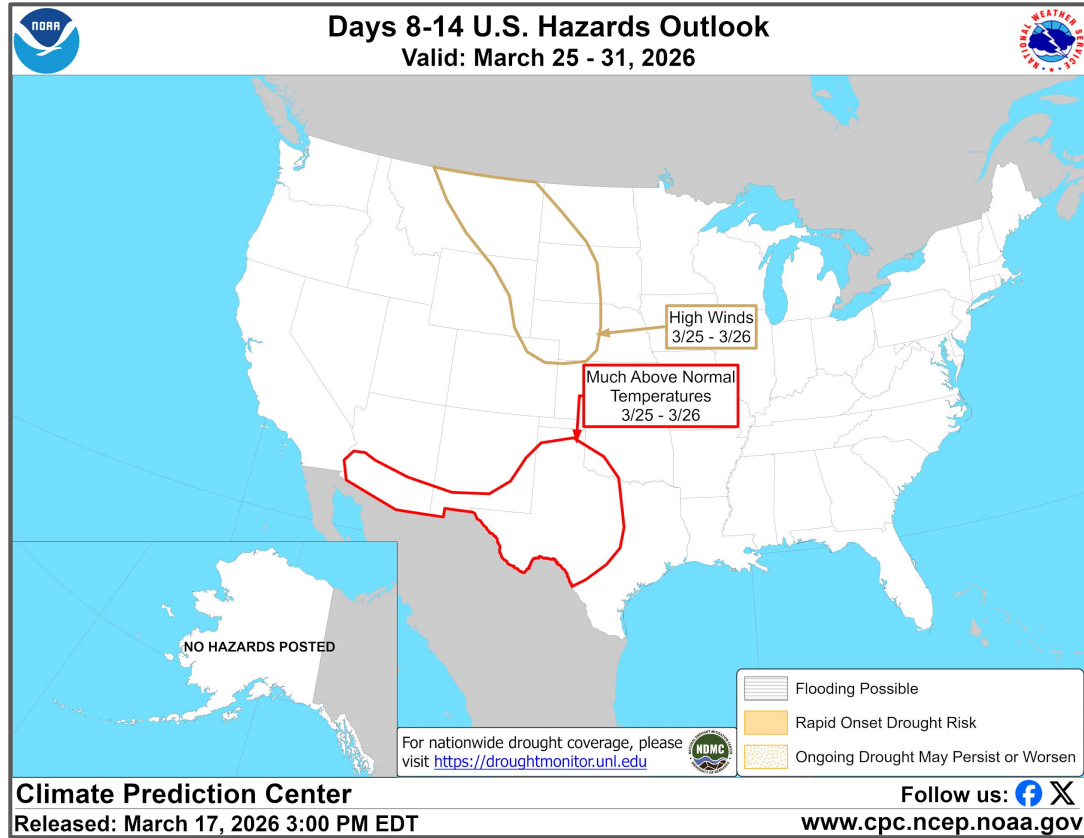 NOAA
Days 8-14 U.S. Hazards Outlook
Valid: March 25 - 31, 2026
NATIONAL WEATHER SERVICE
High Winds
3/25 - 3/26
Much Above Normal
Temperatures
3/25 - 3/26
NO HAZARDS POSTED
For nationwide drought coverage, please
visit https://droughtmonitor.unl.edu
NDMC
Flooding Possible
Rapid Onset Drought Risk
Ongoing Drought May Persist or Worsen
Climate Prediction Center
Follow us:
Released: March 17, 2026 3:00 PM EDT
www.cpc.ncep.noaa.gov